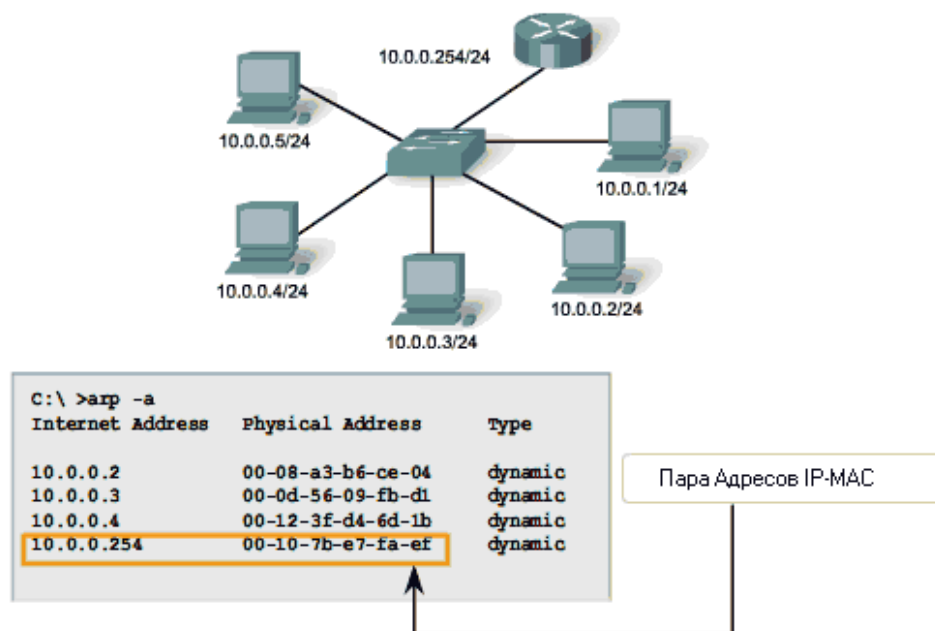 10.0.0.254/24
10.0.0.5/24
10.0.0.1/24
10.0.0.4/24
10.0.0.2/24
10.0.0.3/24
C:\ >arp -a
Internet Address Physical Address Type
10.0.0.2 00-08-a3-b6-ce-04 dynamic
10.0.0.3 00-0d-56-09-fb-d1 dynamic
10.0.0.4 00-12-3f-d4-6d-1b dynamic
10.0.0.254 00-10-7b-e7-fa-ef dynamic
Пара Адресов IP-MAC